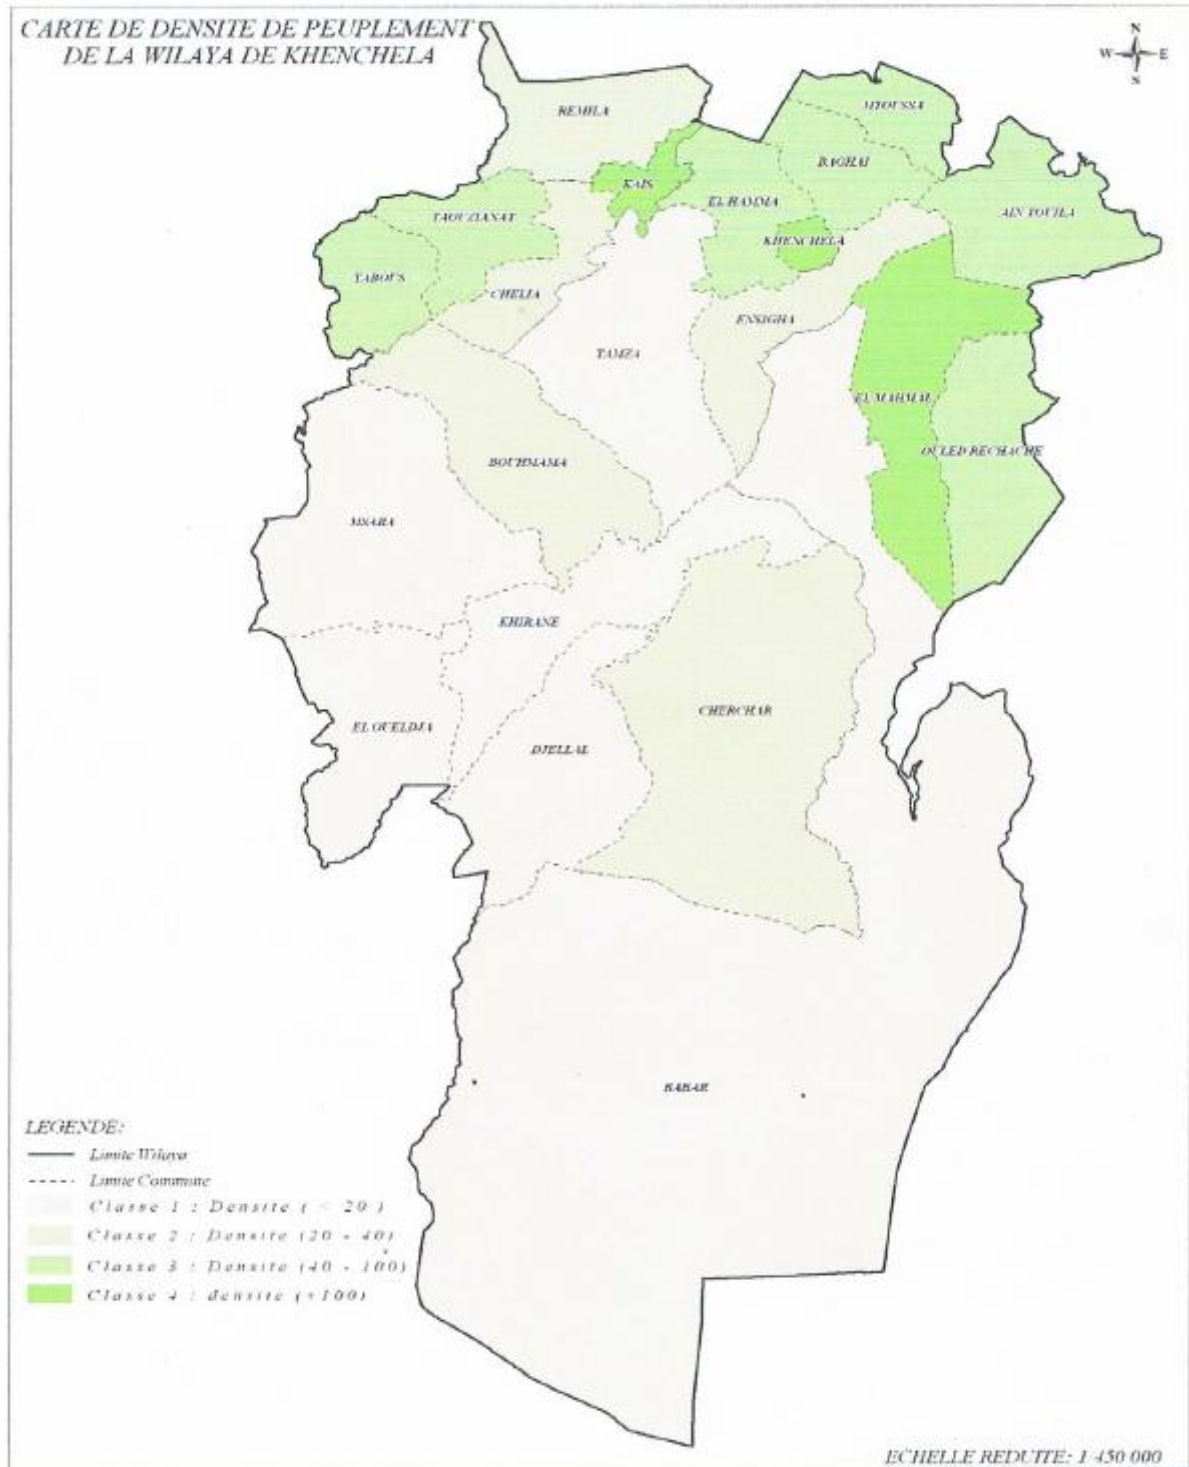 CARTE DE DENSITE DE PEUPLEMENT
DE LA WILAYA DE KHENCHELA
N
W E
S
REMILA
MTOUSSA
BAGHAI
KAIS
EL HAMMA
AIN TOUILA
TAOUZIANAT
KHENCHELA
YABOUS
CHELIA
ENSIGHA
TAMZA
EL MAHMAL
OULED RECHACHE
BOUHMAMA
MSARA
KHIRANE
CHERCHAR
EL OUELDJA
DJELLAL
BABAR
LEGENDE:
Limite Wilaya
Limite Commune
Classe 1 : Densite ( < 20 )
Classe 2 : Densite (20 - 40)
Classe 3 : Densite (40 - 100)
Classe 4 : densite (+100)
ECHELLE REDUITE: 1 450 000